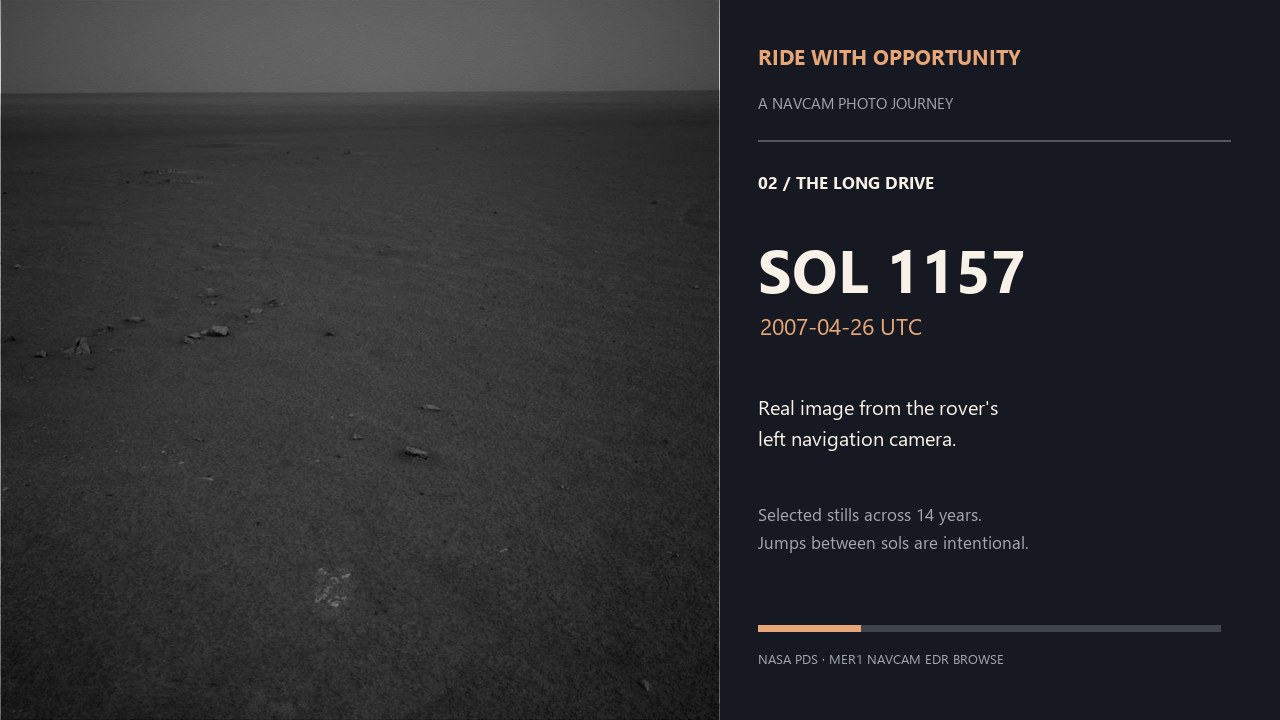 RIDE WITH OPPORTUNITY
A NAVCAM PHOTO JOURNEY
02 / THE LONG DRIVE
SOL 1157
2007-04-26 UTC
Real image from the rover's
left navigation camera.
Selected stills across 14 years.
Jumps between sols are intentional.
NASA PDS · MER1 NAVCAM EDR BROWSE